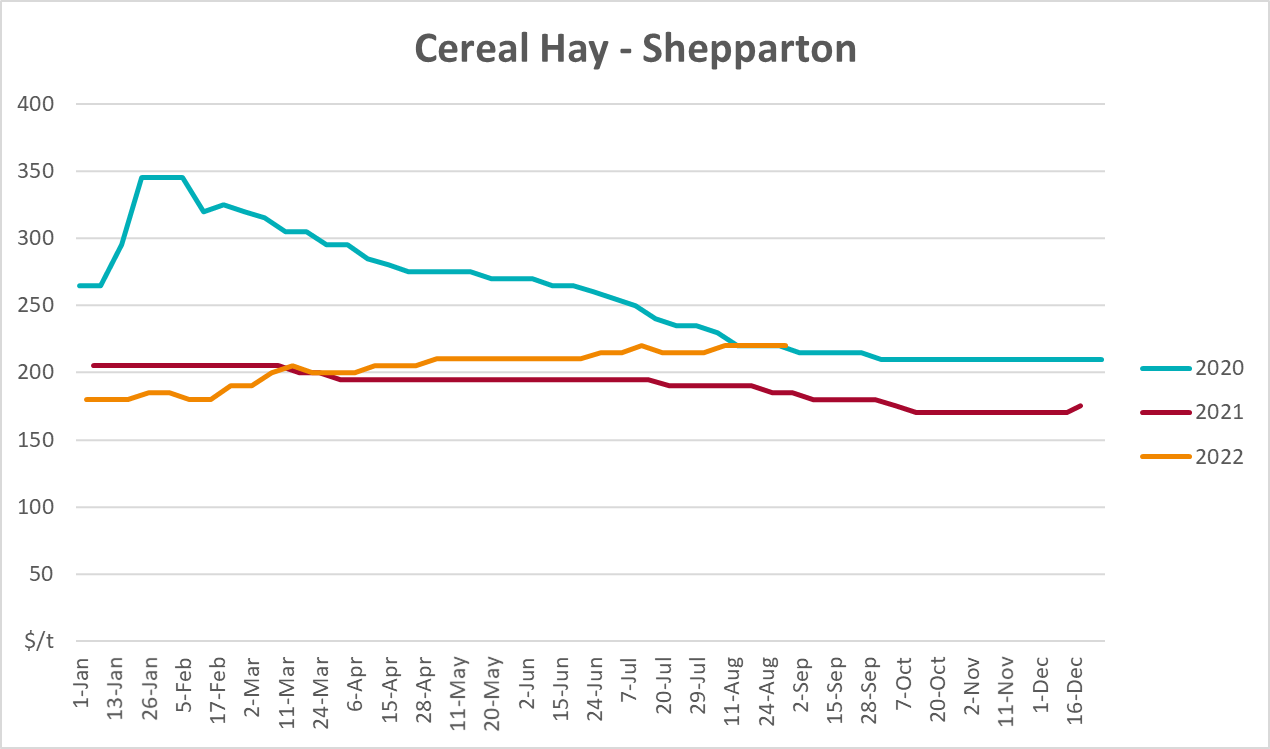 Cereal Hay - Shepparton
400
350
300
250
200
150
100
50
$/t
1-Jan
13-Jan
26-Jan
5-Feb
17-Feb
2-Mar
11-Mar
24-Mar
6-Apr
15-Apr
28-Apr
11-May
20-May
2-Jun
15-Jun
24-Jun
7-Jul
20-Jul
29-Jul
11-Aug
24-Aug
2-Sep
15-Sep
28-Sep
7-Oct
20-Oct
2-Nov
11-Nov
1-Dec
16-Dec
2020
2021
2022